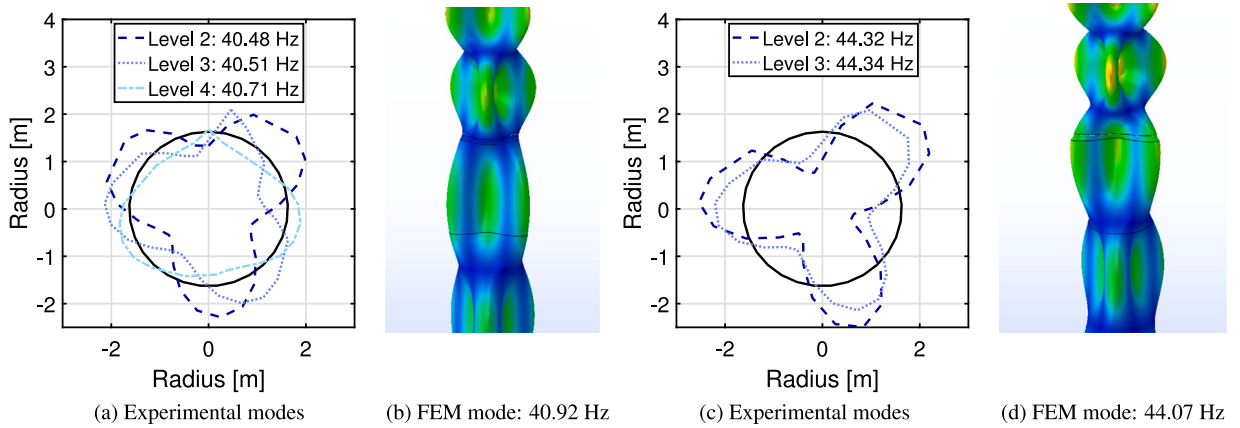 4
3
2
1
0
-1
-2
Radius [m]
Level 2: 40.48 Hz
Level 3: 40.51 Hz
Level 4: 40.71 Hz
-2 0 2
Radius [m]
(a) Experimental modes
(b) FEM mode: 40.92 Hz
4
3
2
1
0
-1
-2
Radius [m]
Level 2: 44.32 Hz
Level 3: 44.34 Hz
-2 0 2
Radius [m]
(c) Experimental modes
(d) FEM mode: 44.07 Hz